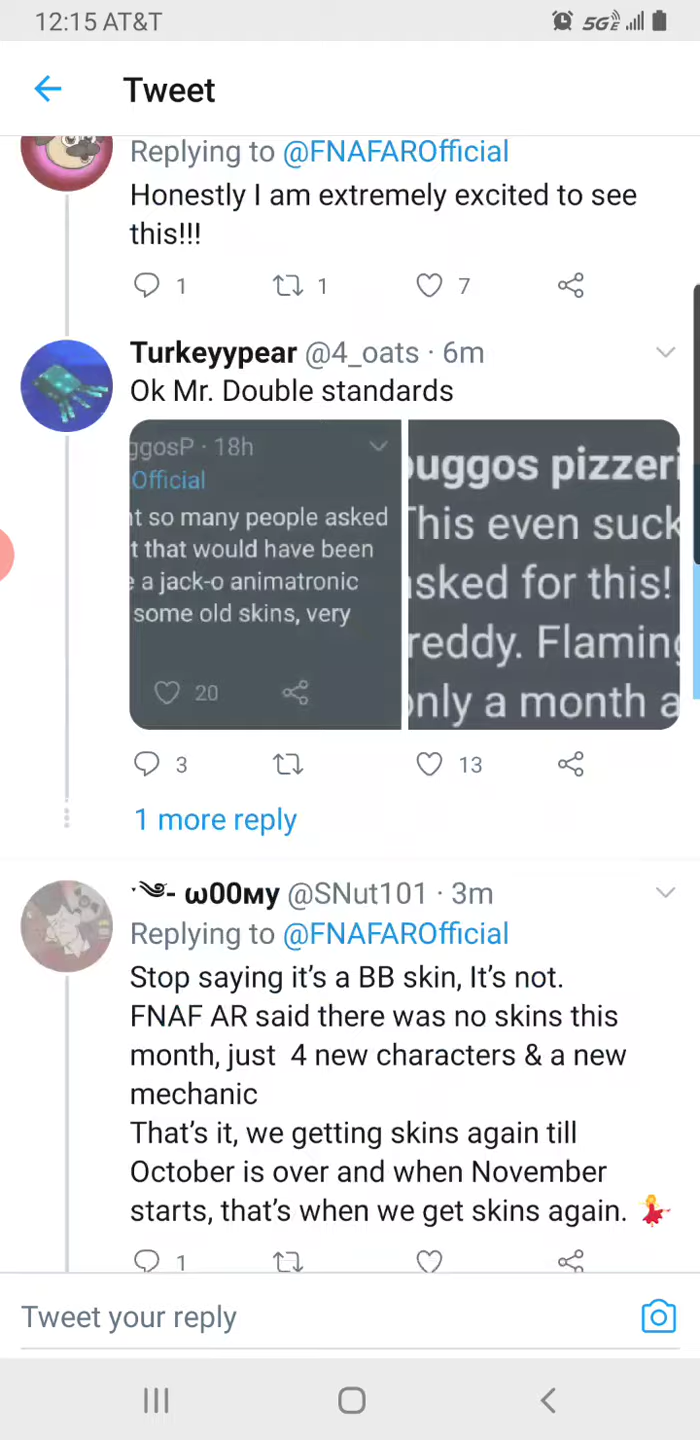 12:15 AT&T
5GE
Tweet
Replying to @FNAFAROfficial
Honestly I am extremely excited to see
this!!!
1 1 7
Turkeyypear @4_oats · 6m
Ok Mr. Double standards
ggosP · 18h
Official
t so many people asked
t that would have been
e a jack-o animatronic
some old skins, very
20
uggos pizzeri
This even suck
sked for this!
reddy. Flaming
only a month a
3 13
1 more reply
·༄- ω00мy @SNut101 · 3m
Replying to @FNAFAROfficial
Stop saying it's a BB skin, It's not.
FNAF AR said there was no skins this
month, just 4 new characters & a new
mechanic
That's it, we getting skins again till
October is over and when November
starts, that's when we get skins again. 💃
1
Tweet your reply